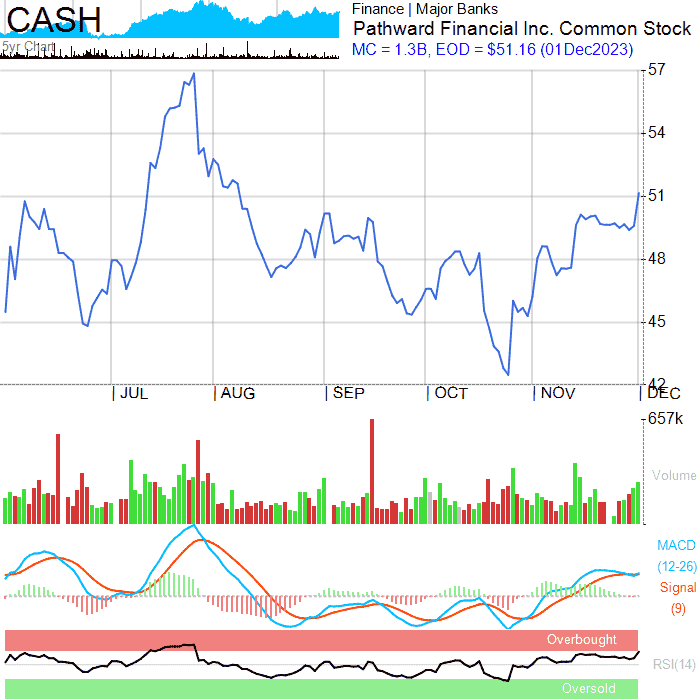 CASH
5yr Chart
Finance | Major Banks
Pathward Financial Inc. Common Stock
MC = 1.3B, EOD = $51.16 (01Dec2023)
57
54
51
48
45
42
JUL
AUG
SEP
OCT
NOV
DEC
657k
Volume
MACD
(12-26)
Signal
(9)
Overbought
RSI(14)
Oversold